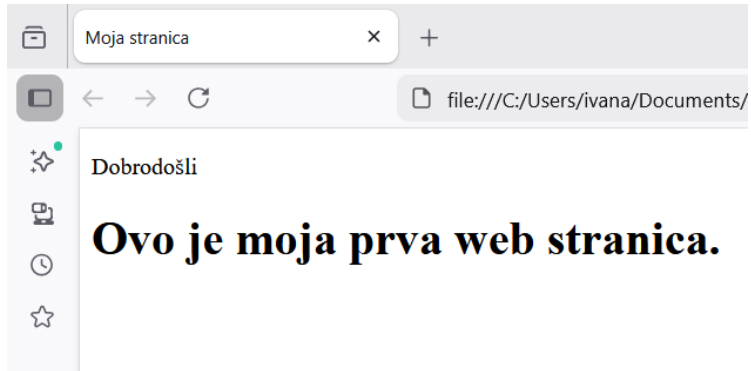 Moja stranica
file:///C:/Users/ivana/Documents/
Dobrodošli
Ovo je moja prva web stranica.